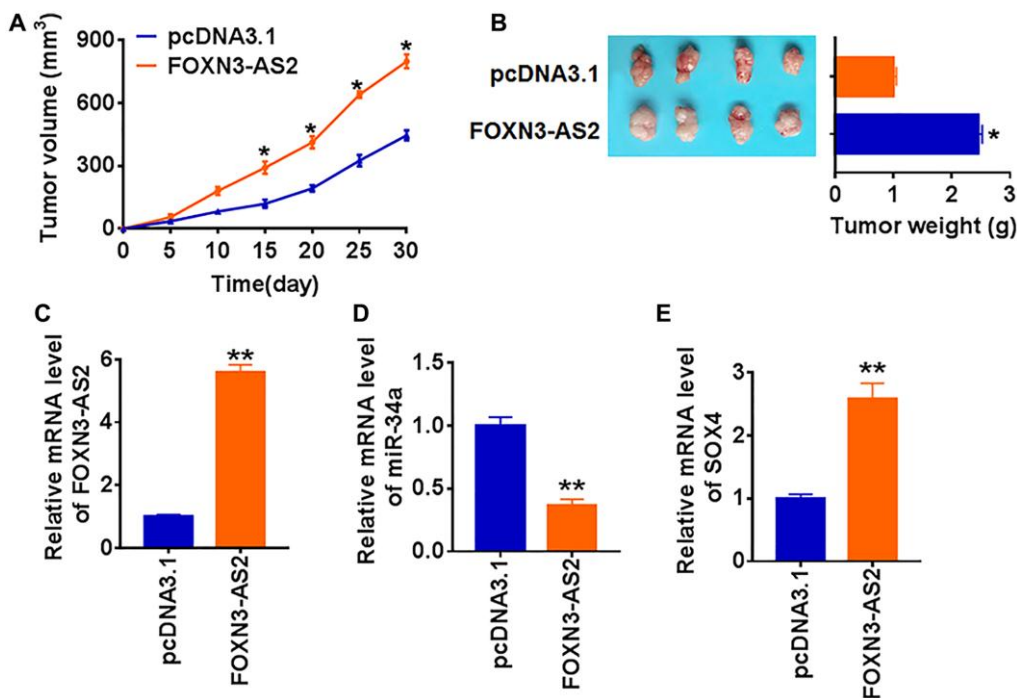 A
Tumor volume (mm³)
900
600
300
0
pcDNA3.1
FOXN3-AS2
*
*
*
*
0 5 10 15 20 25 30
Time(day)
B
pcDNA3.1
FOXN3-AS2
*
0 1 2 3
Tumor weight (g)
C
Relative mRNA level
of FOXN3-AS2
6
4
2
0
**
pcDNA3.1
FOXN3-AS2
D
Relative mRNA level
of miR-34a
1.5
1.0
0.5
0.0
**
pcDNA3.1
FOXN3-AS2
E
Relative mRNA level
of SOX4
3
2
1
0
**
pcDNA3.1
FOXN3-AS2